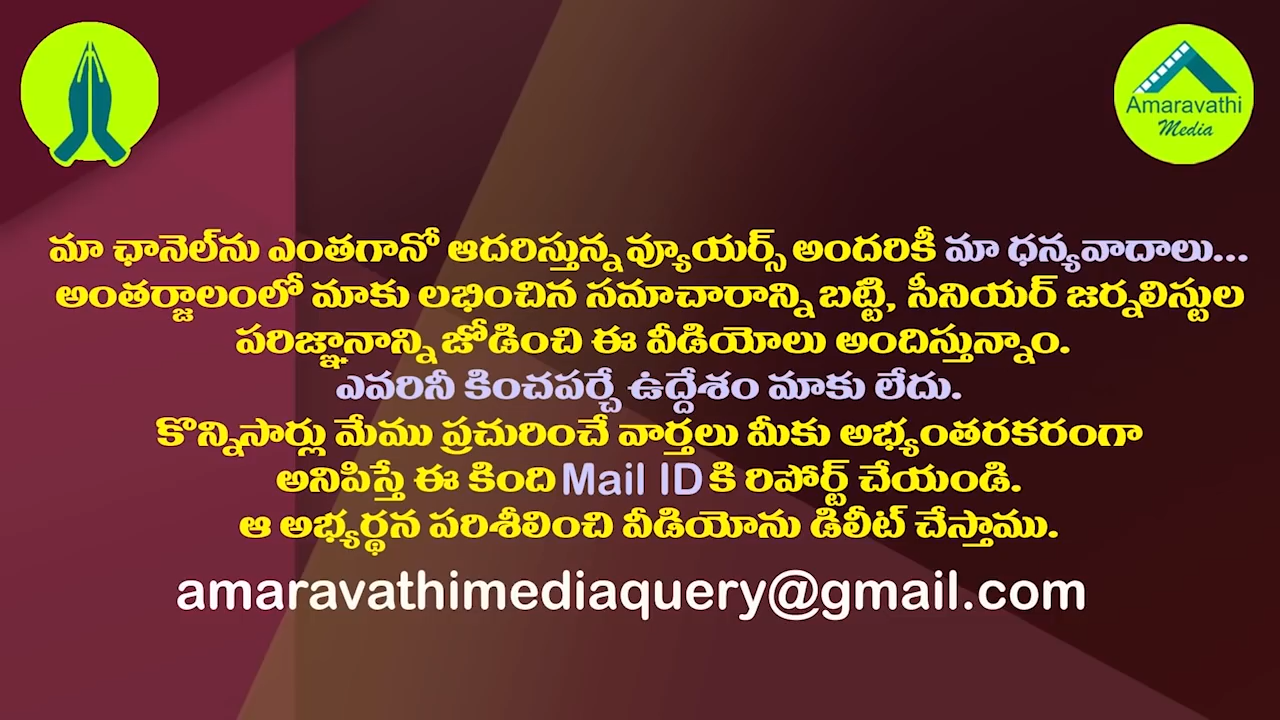 Amaravathi
Media
మా ఛానెల్‌ను ఎంతగానో ఆదరిస్తున్న వ్యూయర్స్ అందరికీ మా ధన్యవాదాలు...
అంతర్జాలంలో మాకు లభించిన సమాచారాన్ని బట్టి, సీనియర్ జర్నలిస్టుల
పరిజ్ఞానాన్ని జోడించి ఈ వీడియోలు అందిస్తున్నాం.
ఎవరినీ కించపర్చే ఉద్దేశం మాకు లేదు.
కొన్నిసార్లు మేము ప్రచురించే వార్తలు మీకు అభ్యంతరకరంగా
అనిపిస్తే ఈ కింది Mail ID కి రిపోర్ట్ చేయండి.
ఆ అభ్యర్థన పరిశీలించి వీడియోను డిలీట్ చేస్తాము.
amaravathimediaquery@gmail.com